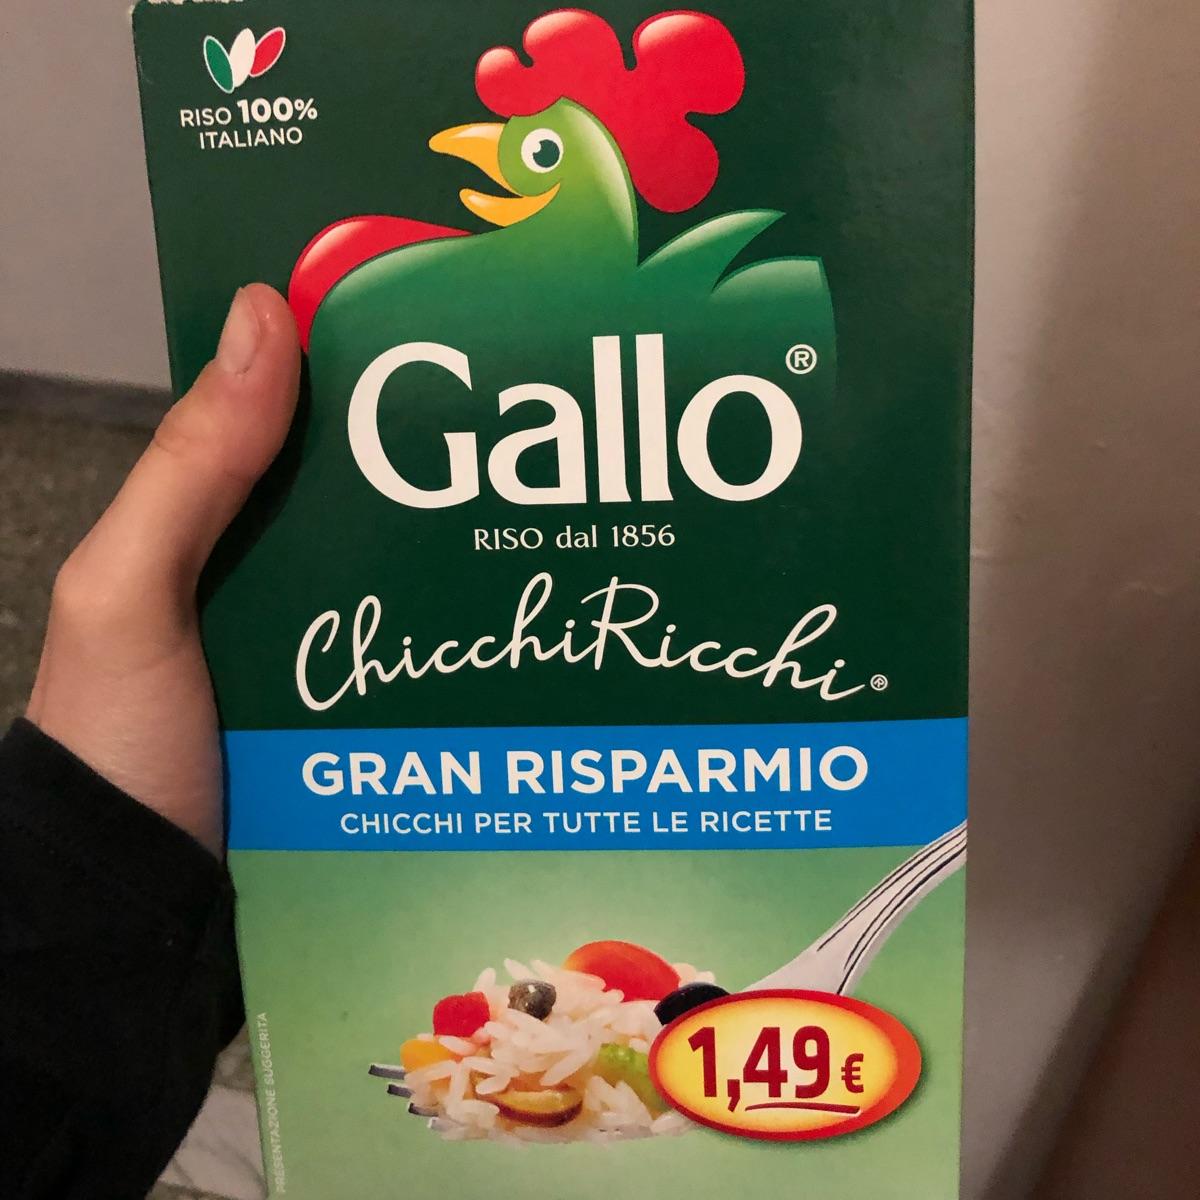 RISO 100%
ITALIANO
Gallo®
RISO dal 1856
ChicchiRicchi®
GRAN RISPARMIO
CHICCHI PER TUTTE LE RICETTE
1,49€
PRESENTAZIONE SUGGERITA